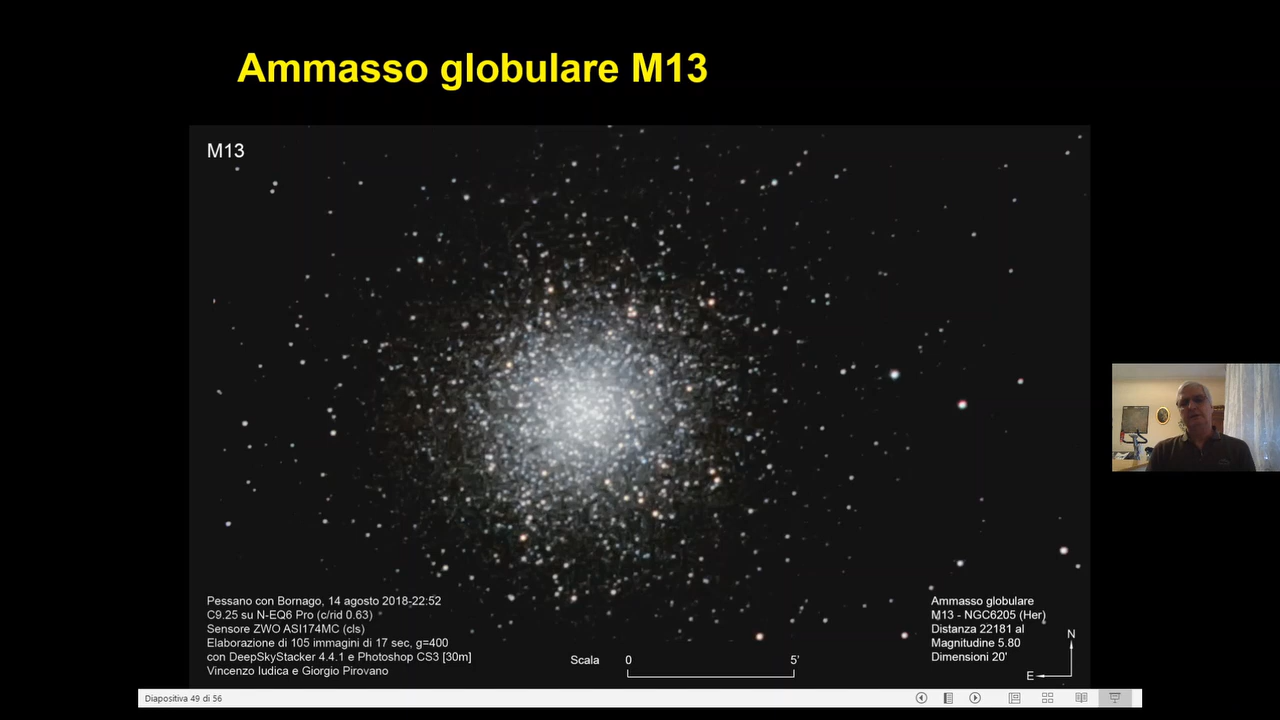 Ammasso globulare M13
M13
Pessano con Bornago, 14 agosto 2018-22:52
C9.25 su N-EQ6 Pro (c/rid 0.63)
Sensore ZWO ASI174MC (cls)
Elaborazione di 105 immagini di 17 sec, g=400
con DeepSkyStacker 4.4.1 e Photoshop CS3 [30m]
Vincenzo Iudica e Giorgio Pirovano
Scala 0 5'
Ammasso globulare
M13 - NGC6205 (Her)
Distanza 22181 al
Magnitudine 5.80
Dimensioni 20'
N
E
Diapositiva 49 di 56